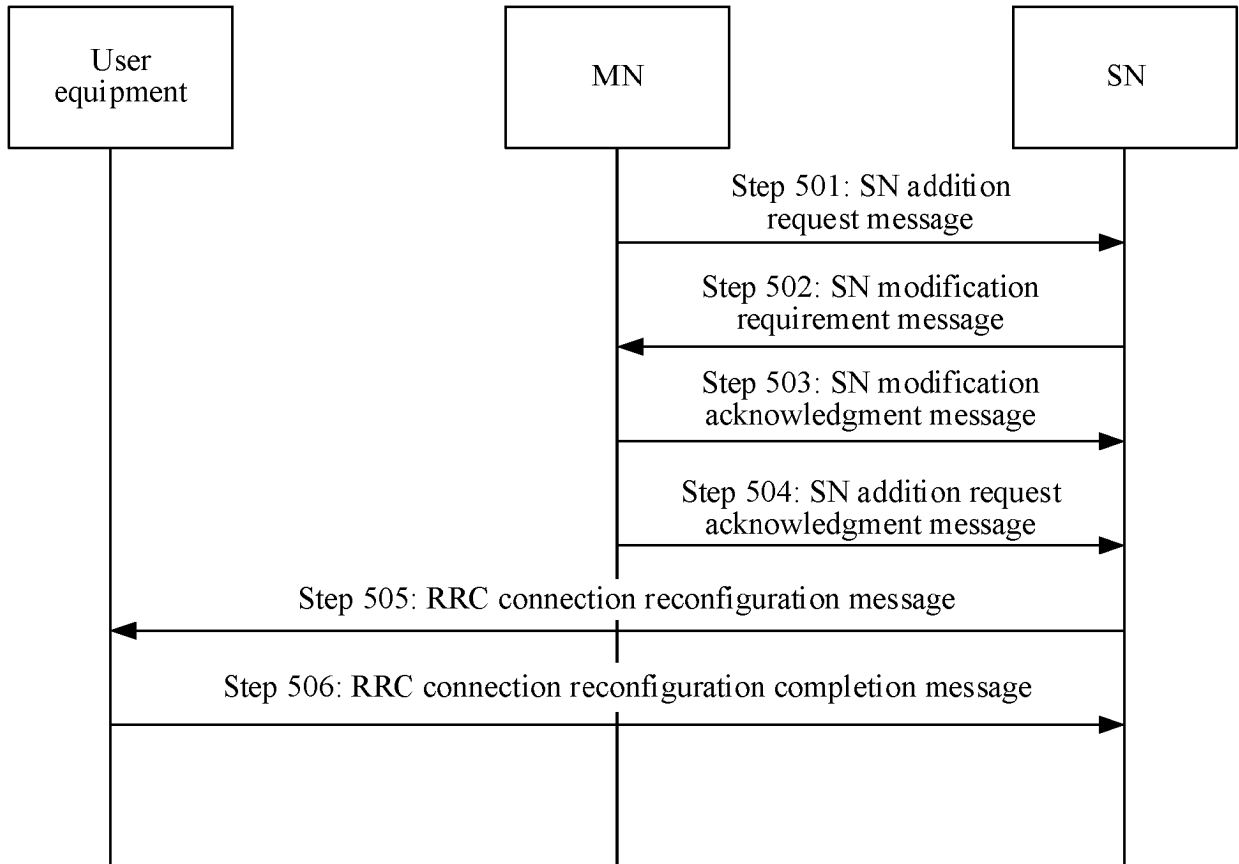 User
equipment
MN
SN
Step 501: SN addition
request message
Step 502: SN modification
requirement message
Step 503: SN modification
acknowledgment message
Step 504: SN addition request
acknowledgment message
Step 505: RRC connection reconfiguration message
Step 506: RRC connection reconfiguration completion message